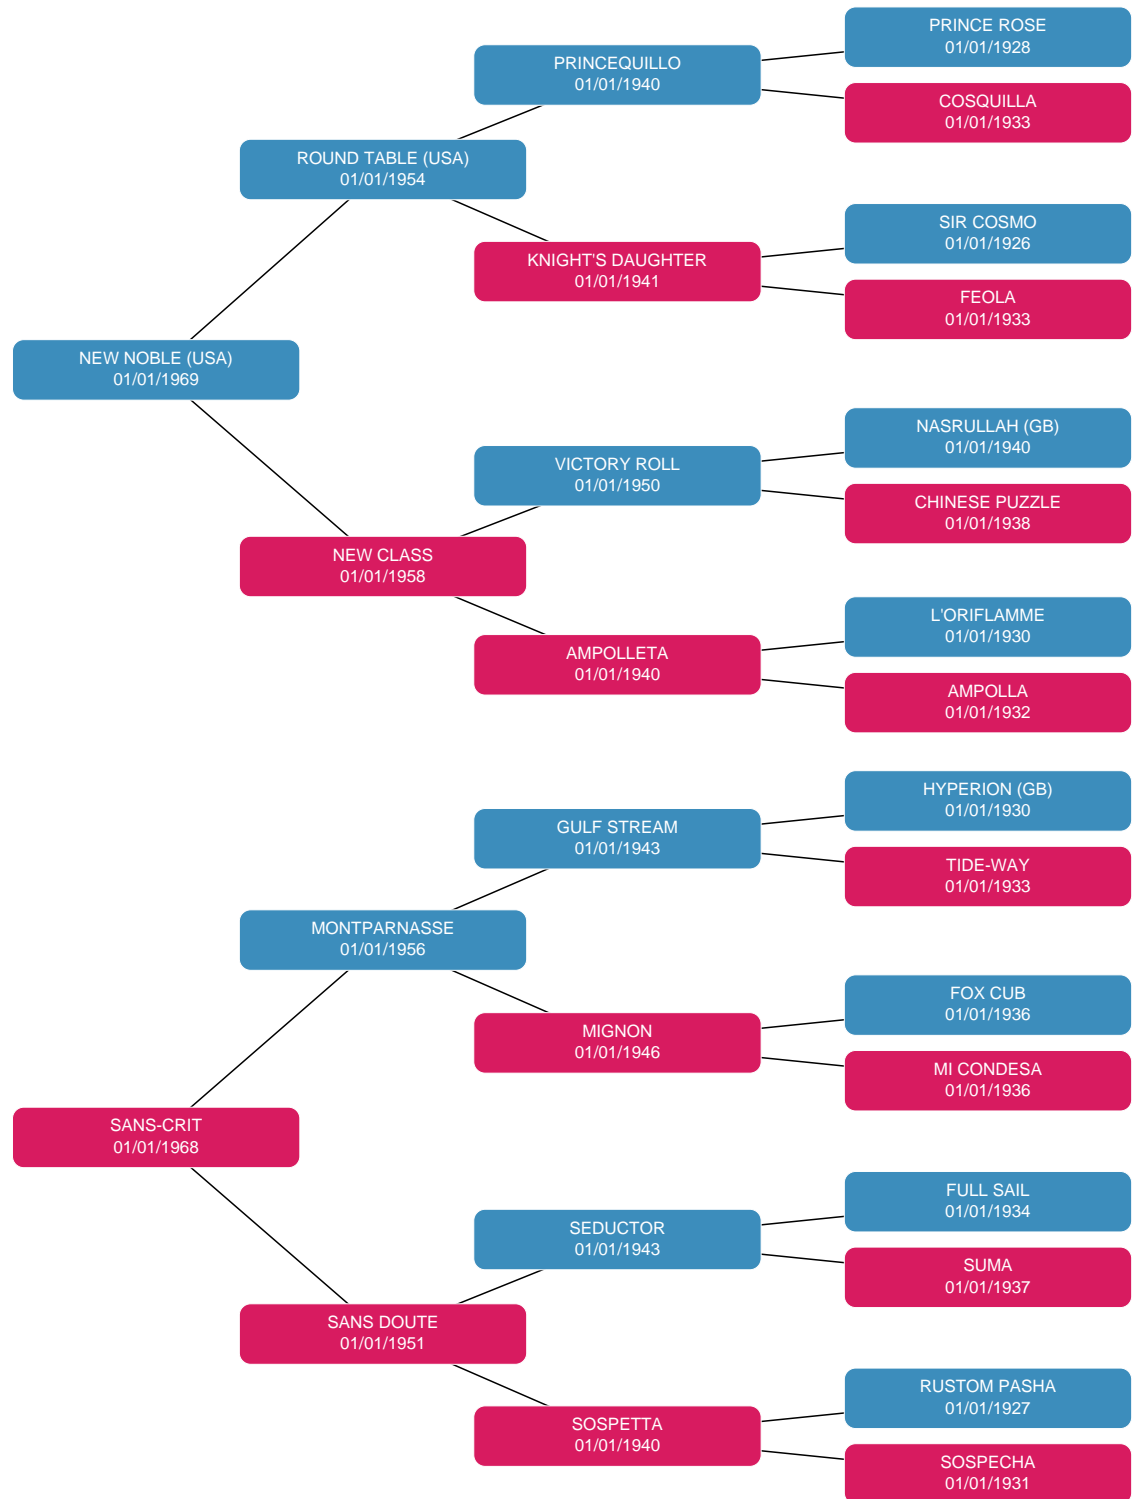 PRINCE ROSE
01/01/1928
PRINCEQUILLO
01/01/1940
COSQUILLA
01/01/1933
ROUND TABLE (USA)
01/01/1954
SIR COSMO
01/01/1926
KNIGHT'S DAUGHTER
01/01/1941
FEOLA
01/01/1933
NEW NOBLE (USA)
01/01/1969
NASRULLAH (GB)
01/01/1940
VICTORY ROLL
01/01/1950
CHINESE PUZZLE
01/01/1938
NEW CLASS
01/01/1958
L'ORIFLAMME
01/01/1930
AMPOLLETA
01/01/1940
AMPOLLA
01/01/1932
HYPERION (GB)
01/01/1930
GULF STREAM
01/01/1943
TIDE-WAY
01/01/1933
MONTPARNASSE
01/01/1956
FOX CUB
01/01/1936
MIGNON
01/01/1946
MI CONDESA
01/01/1936
SANS-CRIT
01/01/1968
FULL SAIL
01/01/1934
SEDUCTOR
01/01/1943
SUMA
01/01/1937
SANS DOUTE
01/01/1951
RUSTOM PASHA
01/01/1927
SOSPETTA
01/01/1940
SOSPECHA
01/01/1931